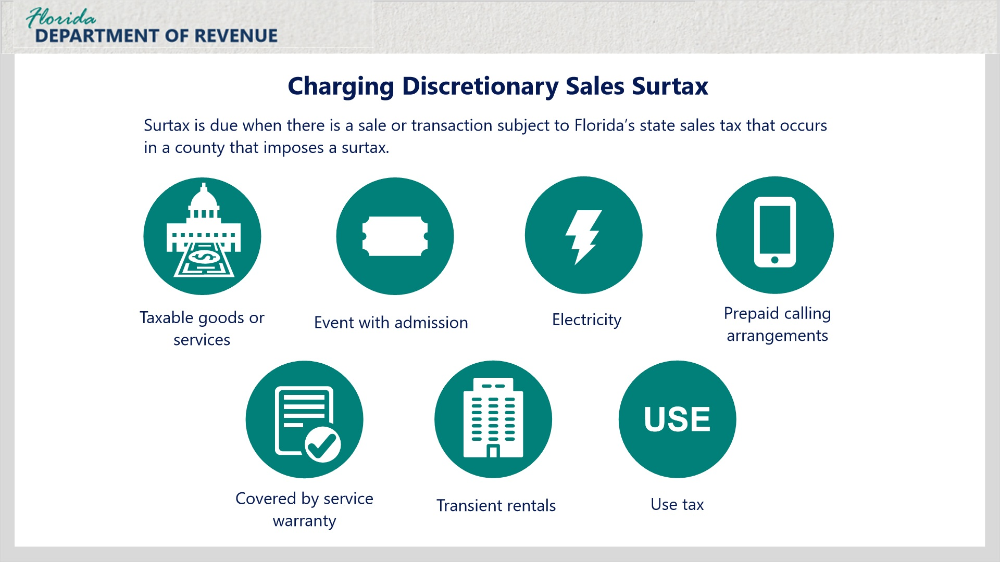 Florida
DEPARTMENT OF REVENUE
Charging Discretionary Sales Surtax
Surtax is due when there is a sale or transaction subject to Florida’s state sales tax that occurs
in a county that imposes a surtax.
Taxable goods or
services
Event with admission
Electricity
Prepaid calling
arrangements
USE
Covered by service
warranty
Transient rentals
Use tax